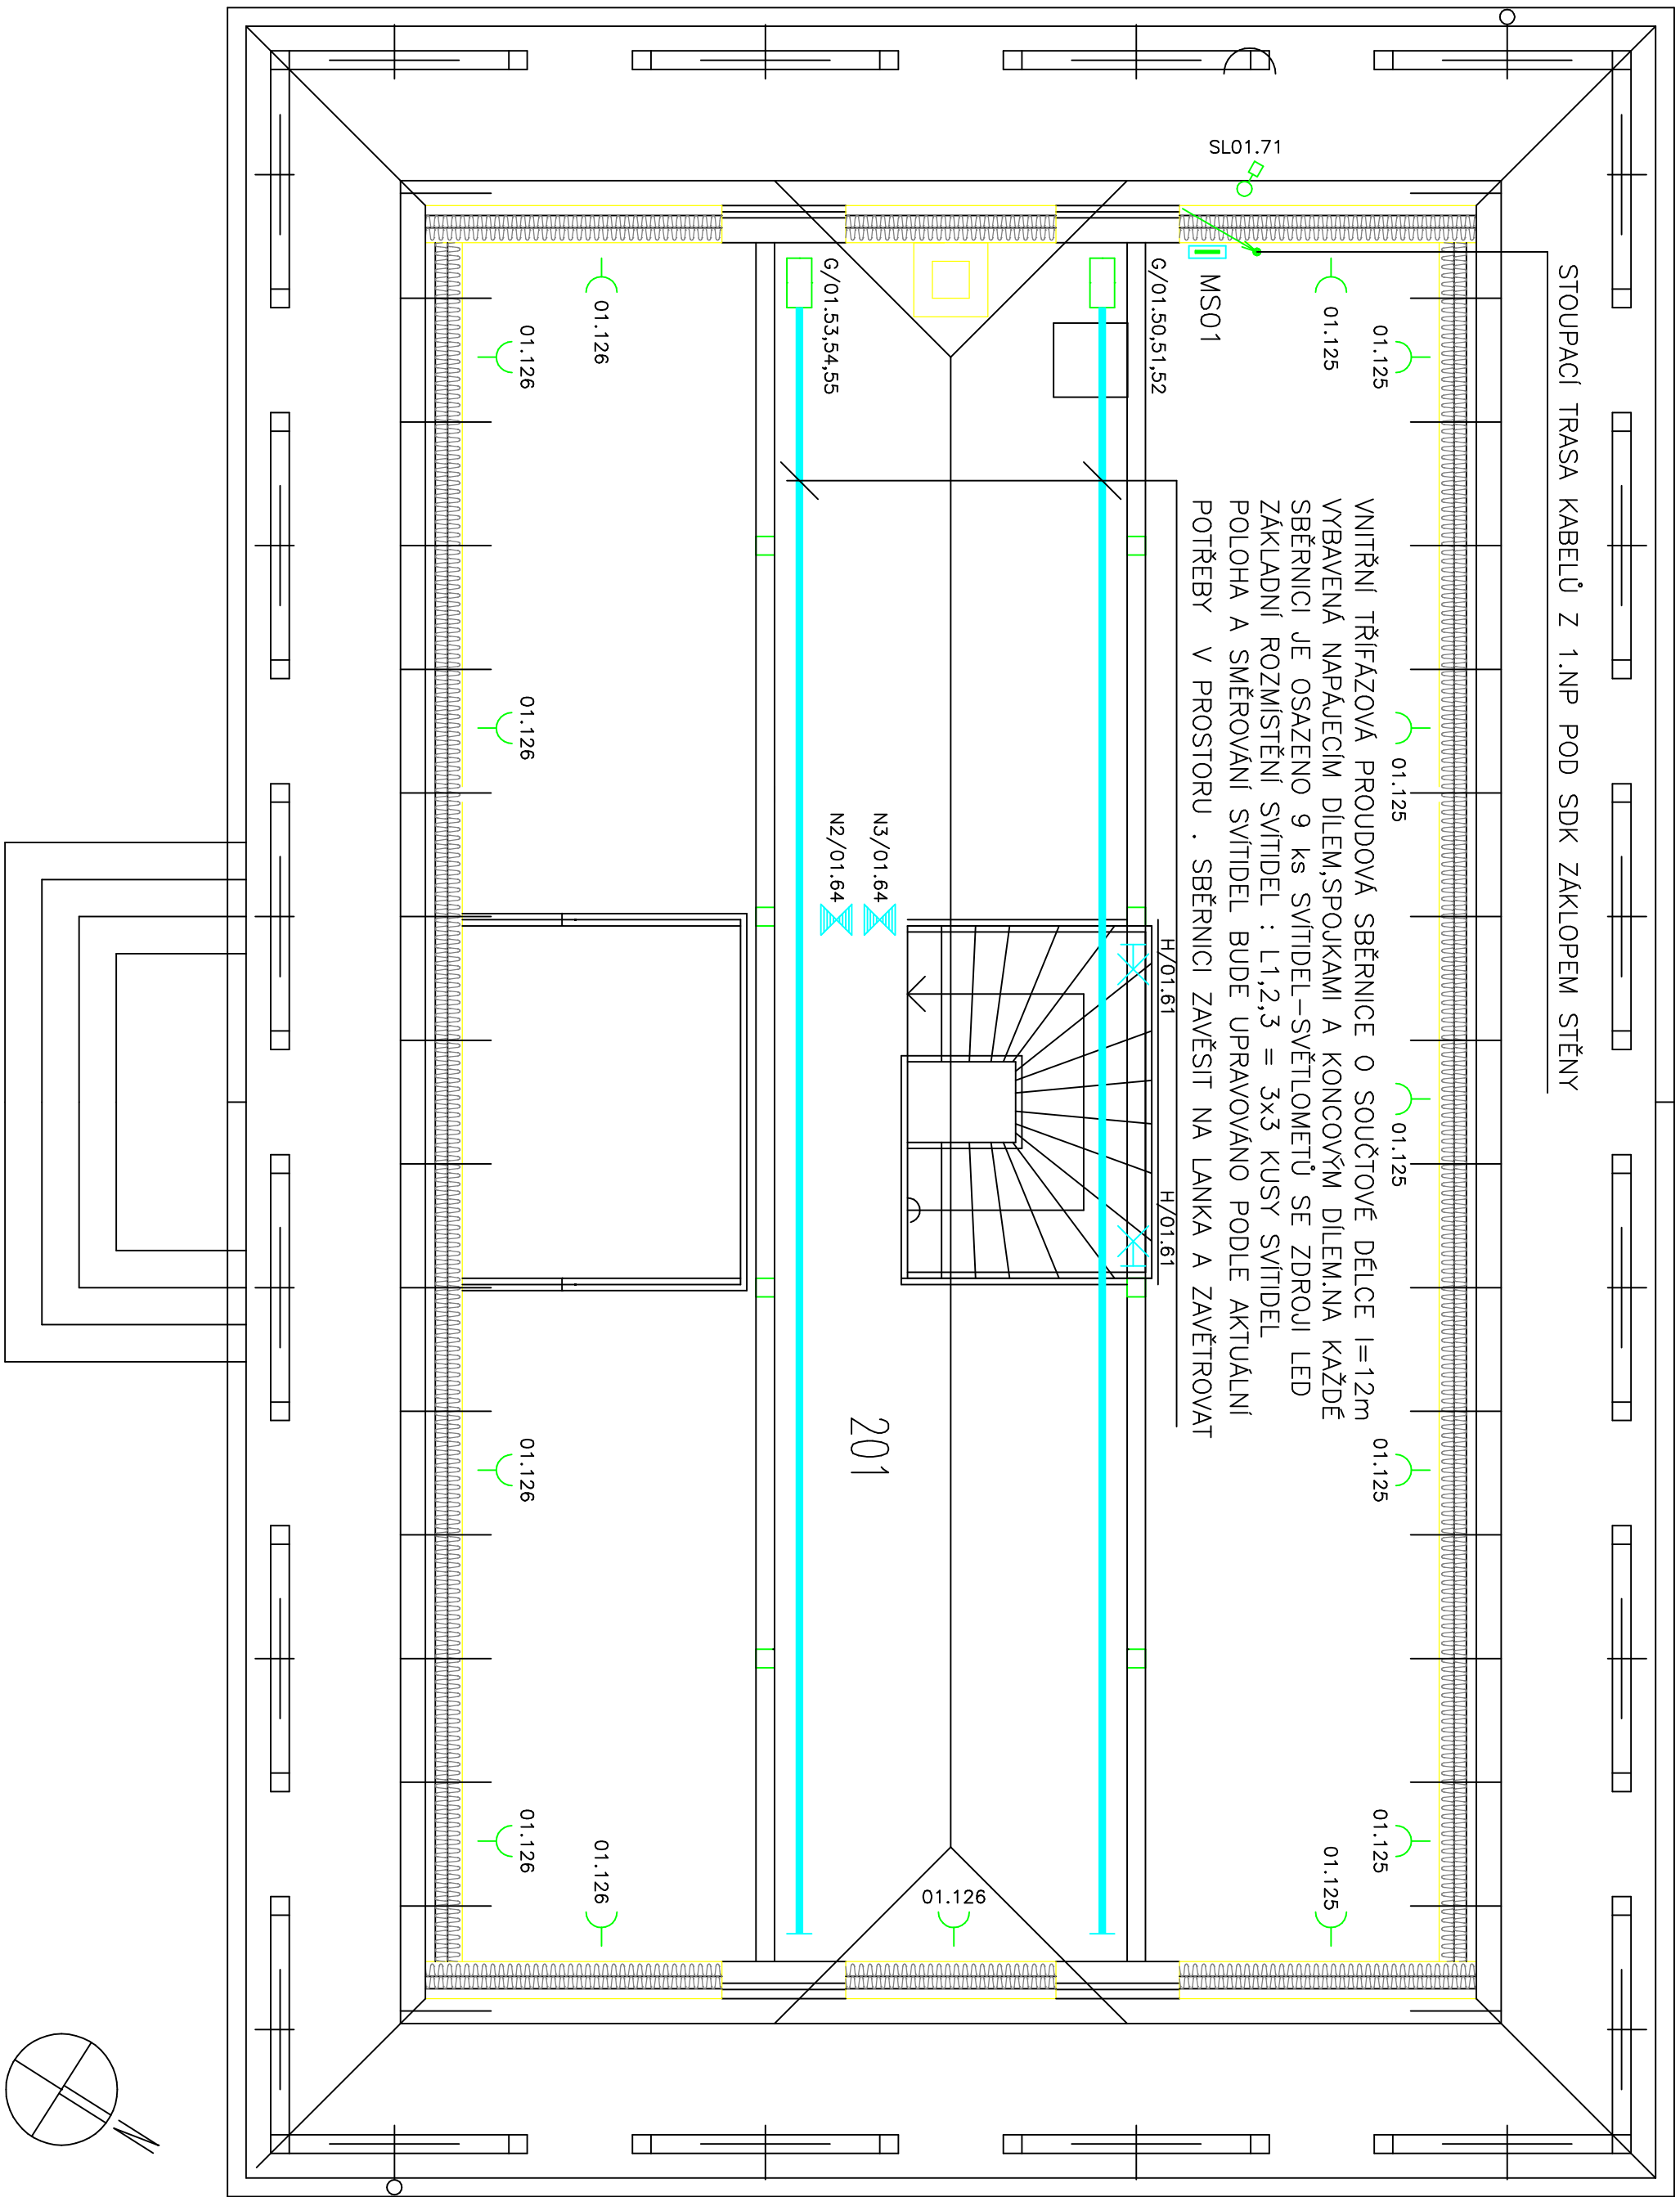 STOUPACÍ TRASA KABELŮ Z 1.NP POD SDK ZÁKLOPEM STĚNY
VNITŘNÍ TŘÍFÁZOVÁ PROUDOVÁ SBĚRNICE O SOUČTOVÉ DÉLCE l=12m
VYBAVENÁ NAPÁJECÍM DÍLEM,SPOJKAMI A KONCOVÝM DÍLEM.NA KAŽDÉ
SBĚRNICI JE OSAZENO 9 ks SVÍTIDEL-SVĚTLOMETŮ SE ZDROJI LED
ZÁKLADNÍ ROZMÍSTĚNÍ SVÍTIDEL : L1,2,3 = 3x3 KUSY SVÍTIDEL
POLOHA A SMĚROVÁNÍ SVÍTIDEL BUDE UPRAVOVÁNO PODLE AKTUÁLNÍ
POTŘEBY V PROSTORU . SBĚRNICI ZAVĚSIT NA LANKA A ZAVĚTROVAT
01.125
01.125
01.125
01.125
01.125
01.125
01.125
SL01.71
MS01
G/01.50,51,52
H/01.61
H/01.61
G/01.53,54,55
N3/01.64
N2/01.64
201
01.126
01.126
01.126
01.126
01.126
01.126
01.126